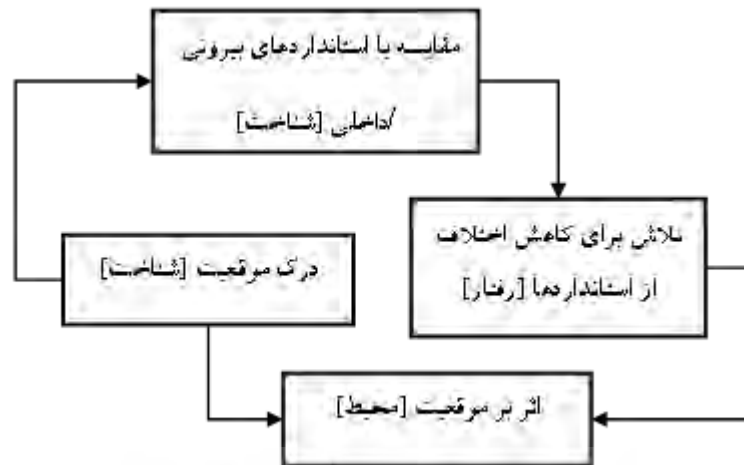 مقایسه با استانداردهای بیرونی
/داخلی [شناخت]
تلاش برای کاهش اختلاف
از استانداردها [رفتار]
درک موقعیت [شناخت]
اثر بر موقعیت [محیط]